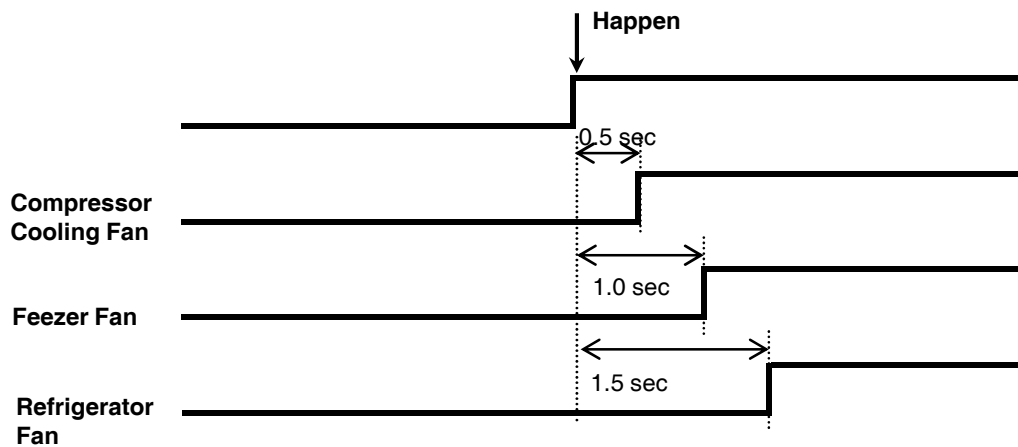 Happen
0.5 sec
Compressor
Cooling Fan
1.0 sec
Feezer Fan
1.5 sec
Refrigerator
Fan